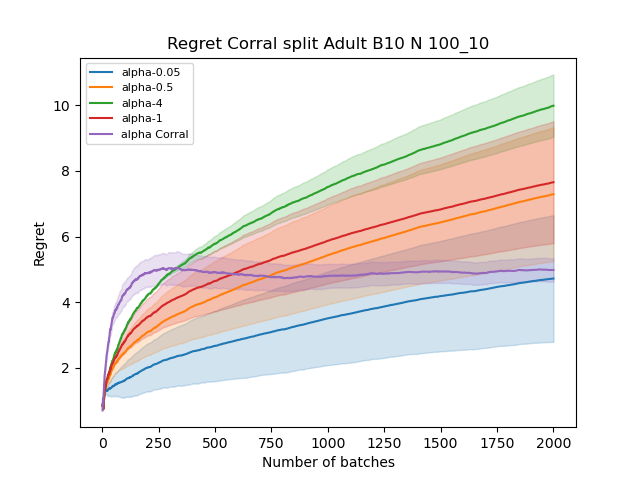 Regret Corral split Adult B10 N 100_10
alpha-0.05
alpha-0.5
alpha-4
alpha-1
alpha Corral
Regret
10
8
6
4
2
0 250 500 750 1000 1250 1500 1750 2000
Number of batches